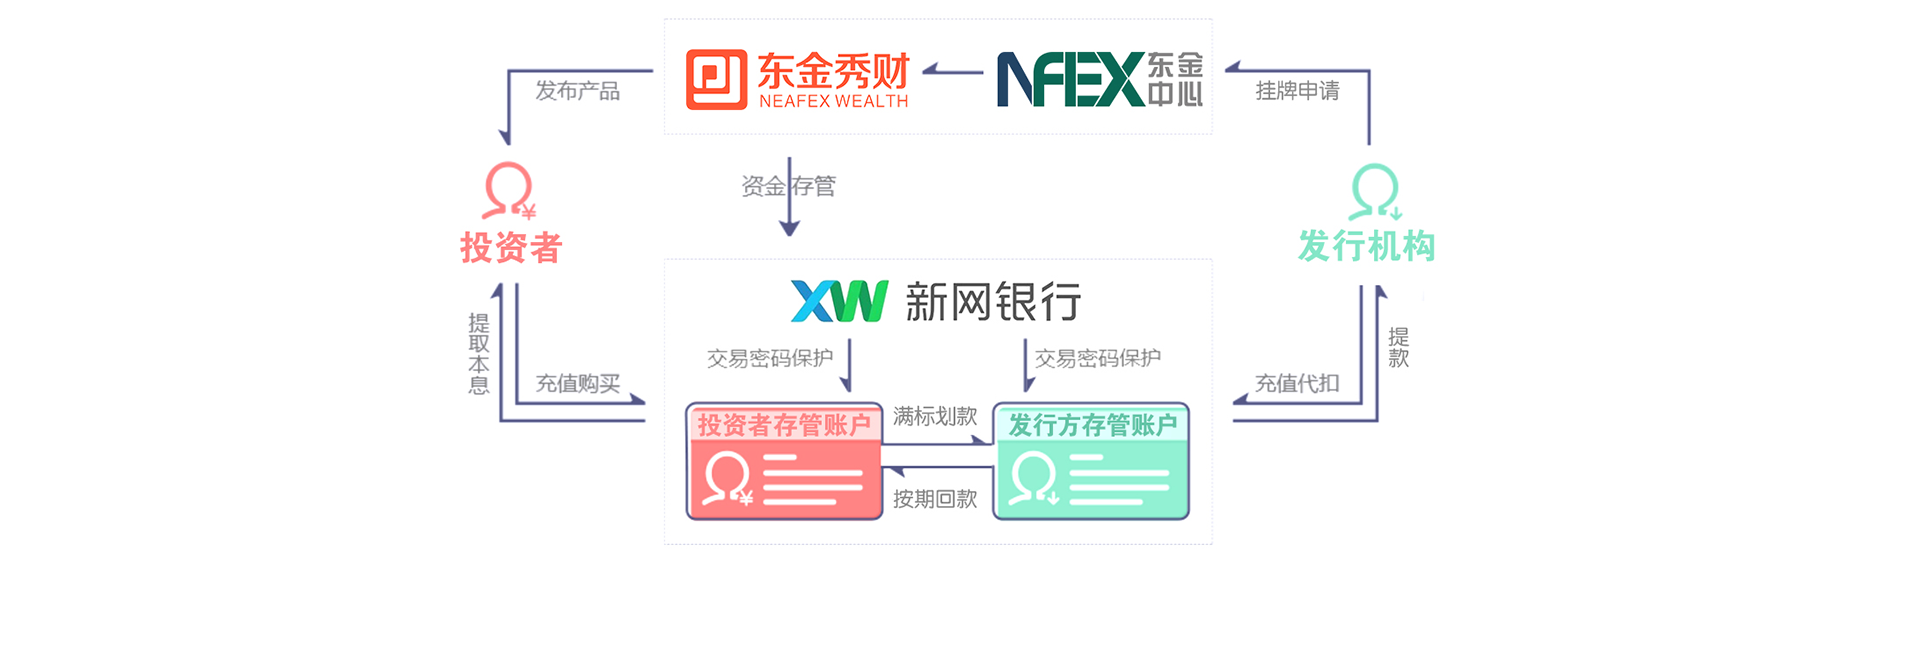 东金秀财
NEAFEX WEALTH
NFEX
东金
中心
发布产品
挂牌申请
资金存管
投资者
发行机构
XW 新网银行
提取本息
提款
交易密码保护
交易密码保护
充值购买
充值代扣
投资者存管账户
满标划款
发行方存管账户
按期回款
¥
¥